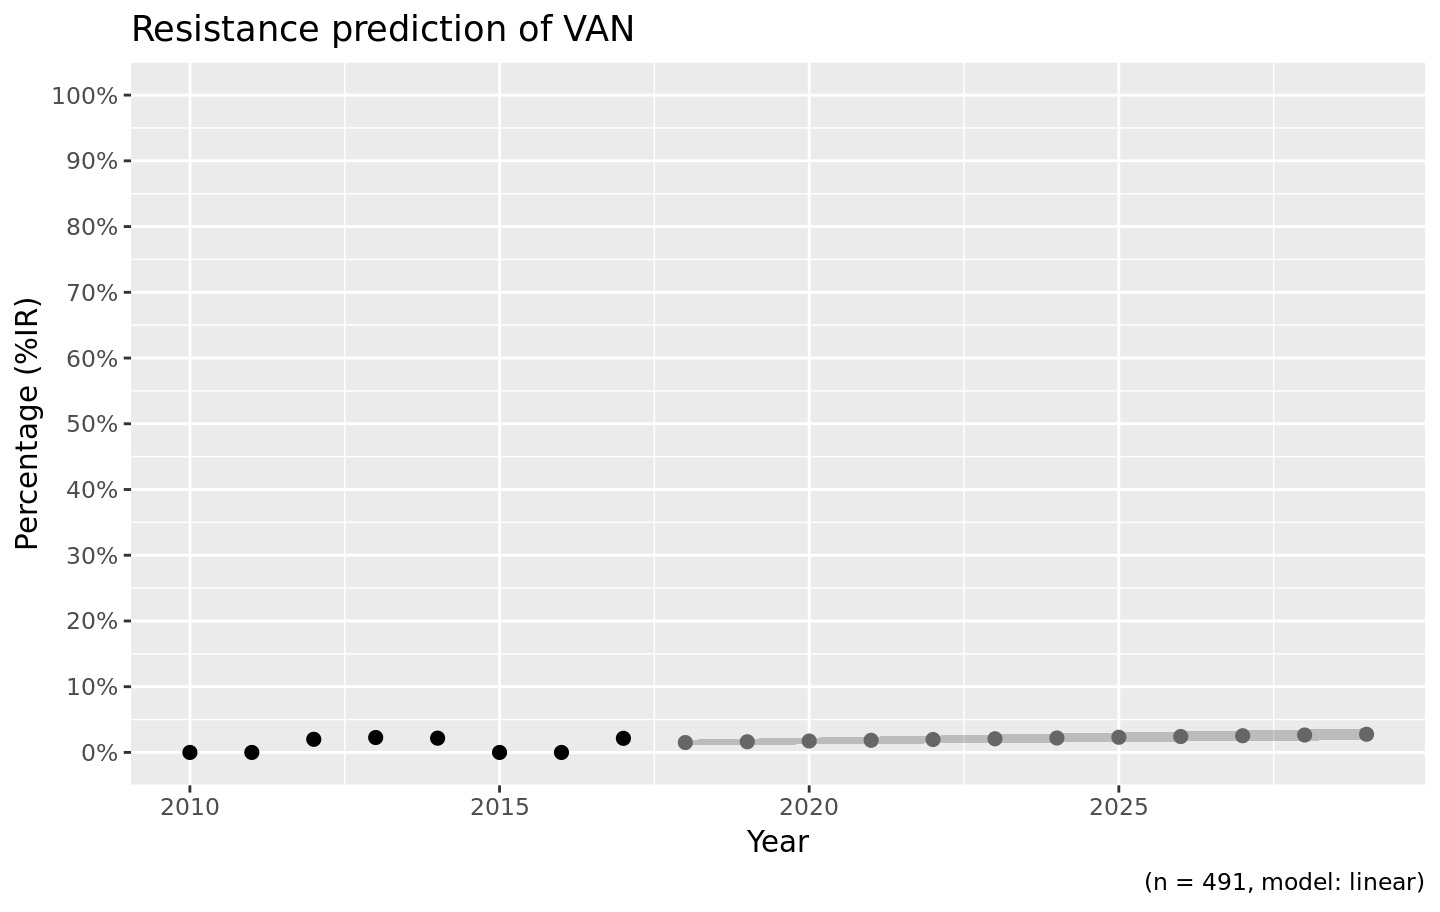 Resistance prediction of VAN
Percentage (%IR)
100%
90%
80%
70%
60%
50%
40%
30%
20%
10%
0%
2010 2015 2020 2025
Year
(n = 491, model: linear)